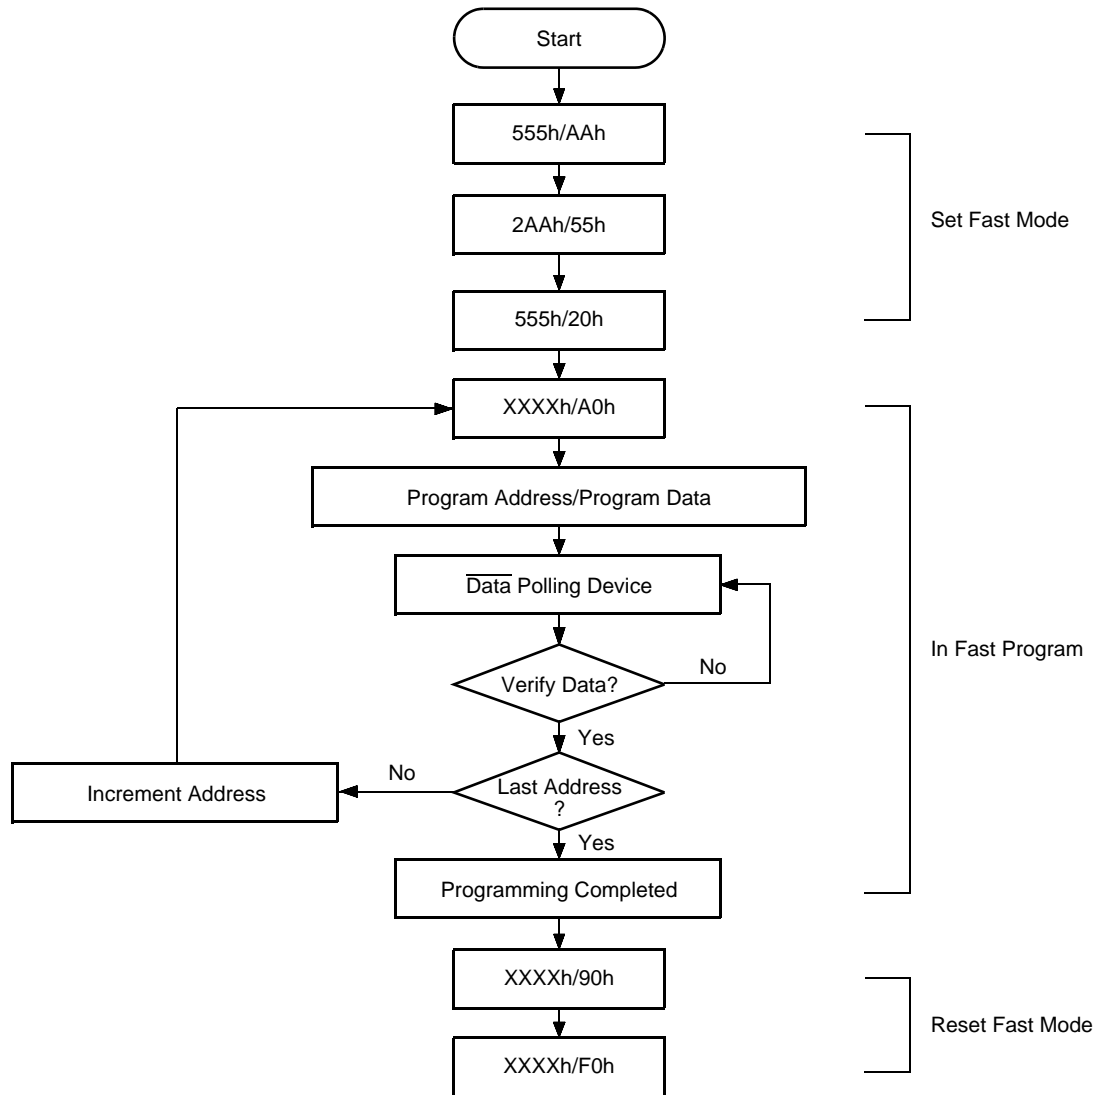 Start
555h/AAh
2AAh/55h
Set Fast Mode
555h/20h
XXXXh/A0h
Program Address/Program Data
Data Polling Device
In Fast Program
Verify Data?
No
Yes
Increment Address
No
Last Address
?
Yes
Programming Completed
XXXXh/90h
Reset Fast Mode
XXXXh/F0h